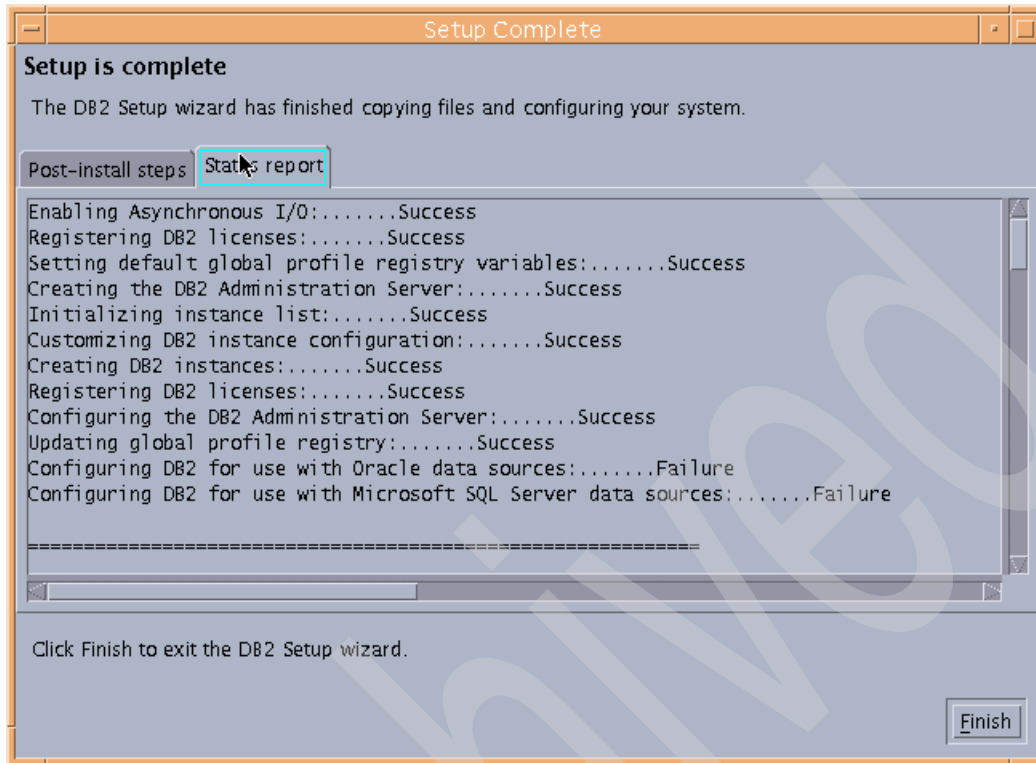 Setup Complete
Setup is complete
The DB2 Setup wizard has finished copying files and configuring your system.
Post-install steps Status report
Enabling Asynchronous I/O:.......Success
Registering DB2 licenses:.......Success
Setting default global profile registry variables:.......Success
Creating the DB2 Administration Server:.......Success
Initializing instance list:.......Success
Customizing DB2 instance configuration:.......Success
Creating DB2 instances:.......Success
Registering DB2 licenses:.......Success
Configuring the DB2 Administration Server:.......Success
Updating global profile registry:.......Success
Configuring DB2 for use with Oracle data sources:.......Failure
Configuring DB2 for use with Microsoft SQL Server data sources:.......Failure
============================================================
Click Finish to exit the DB2 Setup wizard.
Finish
hived